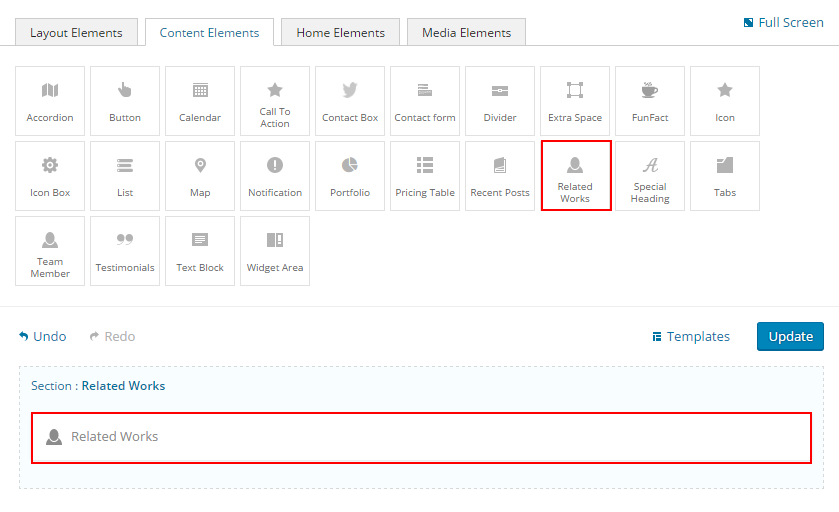 Full Screen
Layout Elements
Content Elements
Home Elements
Media Elements
Accordion
Button
Calendar
Call To
Action
Contact Box
Contact form
Divider
Extra Space
FunFact
Icon
Icon Box
List
Map
Notification
Portfolio
Pricing Table
Recent Posts
Related
Works
Special
Heading
Tabs
Team
Member
Testimonials
Text Block
Widget Area
Undo
Redo
Templates
Update
Section : Related Works
Related Works